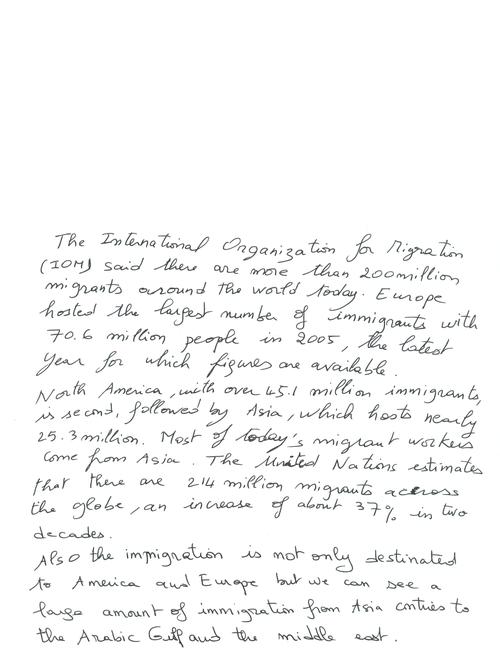 The International Organization for Migration
(IOM) said there are more than 200 million
migrants around the world today. Europe
hosted the largest number of immigrants with
70.6 million people in 2005, the latest
year for which figures are available.
North America, with over 45.1 million immigrants,
is second, followed by Asia, which hosts nearly
25.3 million. Most of today's migrant workers
come from Asia. The United Nations estimates
that there are 214 million migrants across
the globe, an increase of about 37% in two
decades.
Also the immigration is not only destinated
to America and Europe but we can see a
large amount of immigration from Asia contries to
the Arabic Gulf and the middle east.